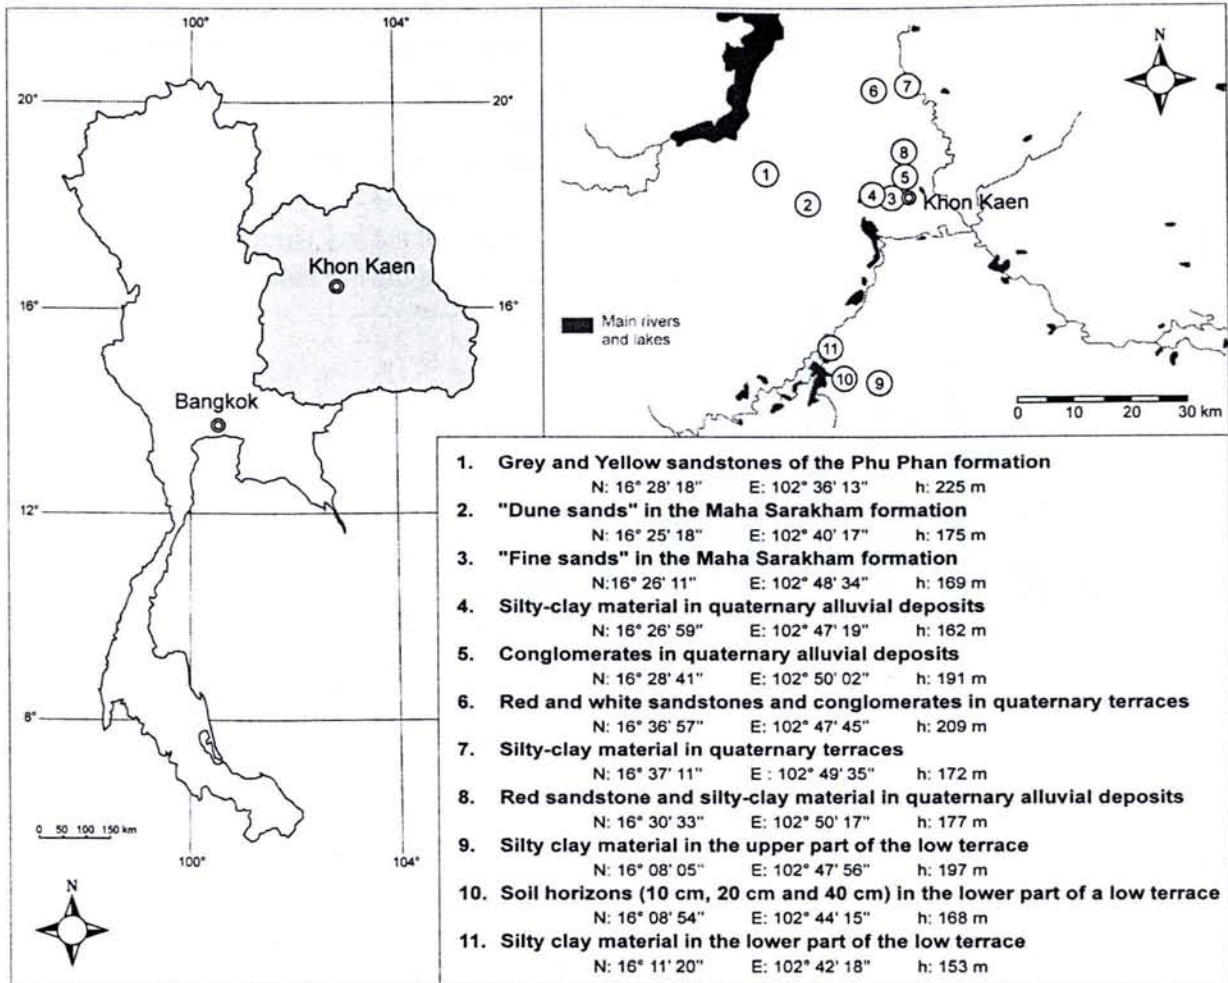 100°
104°
20°
20°
Khon Kaen
16°
16°
Bangkok
12°
12°
8°
8°
0 50 100 150 km
100°
104°
N
N
6
7
8
1
5
4
3
Khon Kaen
2
Main rivers
and lakes
11
10
9
0 10 20 30 km
1. Grey and Yellow sandstones of the Phu Phan formation
N: 16° 28' 18" E: 102° 36' 13" h: 225 m
2. "Dune sands" in the Maha Sarakham formation
N: 16° 25' 18" E: 102° 40' 17" h: 175 m
3. "Fine sands" in the Maha Sarakham formation
N:16° 26' 11" E: 102° 48' 34" h: 169 m
4. Silty-clay material in quaternary alluvial deposits
N: 16° 26' 59" E: 102° 47' 19" h: 162 m
5. Conglomerates in quaternary alluvial deposits
N: 16° 28' 41" E: 102° 50' 02" h: 191 m
6. Red and white sandstones and conglomerates in quaternary terraces
N: 16° 36' 57" E: 102° 47' 45" h: 209 m
7. Silty-clay material in quaternary terraces
N: 16° 37' 11" E : 102° 49' 35" h: 172 m
8. Red sandstone and silty-clay material in quaternary alluvial deposits
N: 16° 30' 33" E: 102° 50' 17" h: 177 m
9. Silty clay material in the upper part of the low terrace
N: 16° 08' 05" E: 102° 47' 56" h: 197 m
10. Soil horizons (10 cm, 20 cm and 40 cm) in the lower part of a low terrace
N: 16° 08' 54" E: 102° 44' 15" h: 168 m
11. Silty clay material in the lower part of the low terrace
N: 16° 11' 20" E: 102° 42' 18" h: 153 m